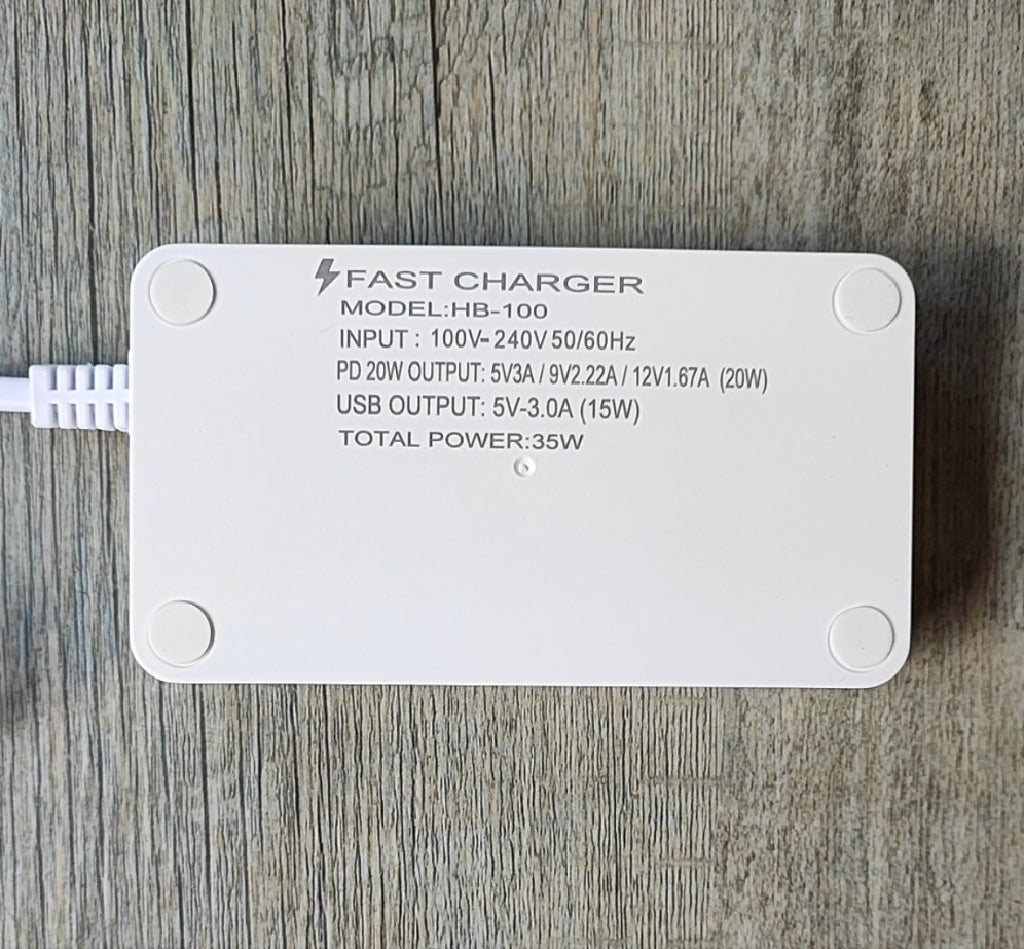 FAST CHARGER
MODEL:HB-100
INPUT : 100V-240V 50/60Hz
PD 20W OUTPUT: 5V3A / 9V2.22A / 12V1.67A (20W)
USB OUTPUT: 5V-3.0A (15W)
TOTAL POWER:35W